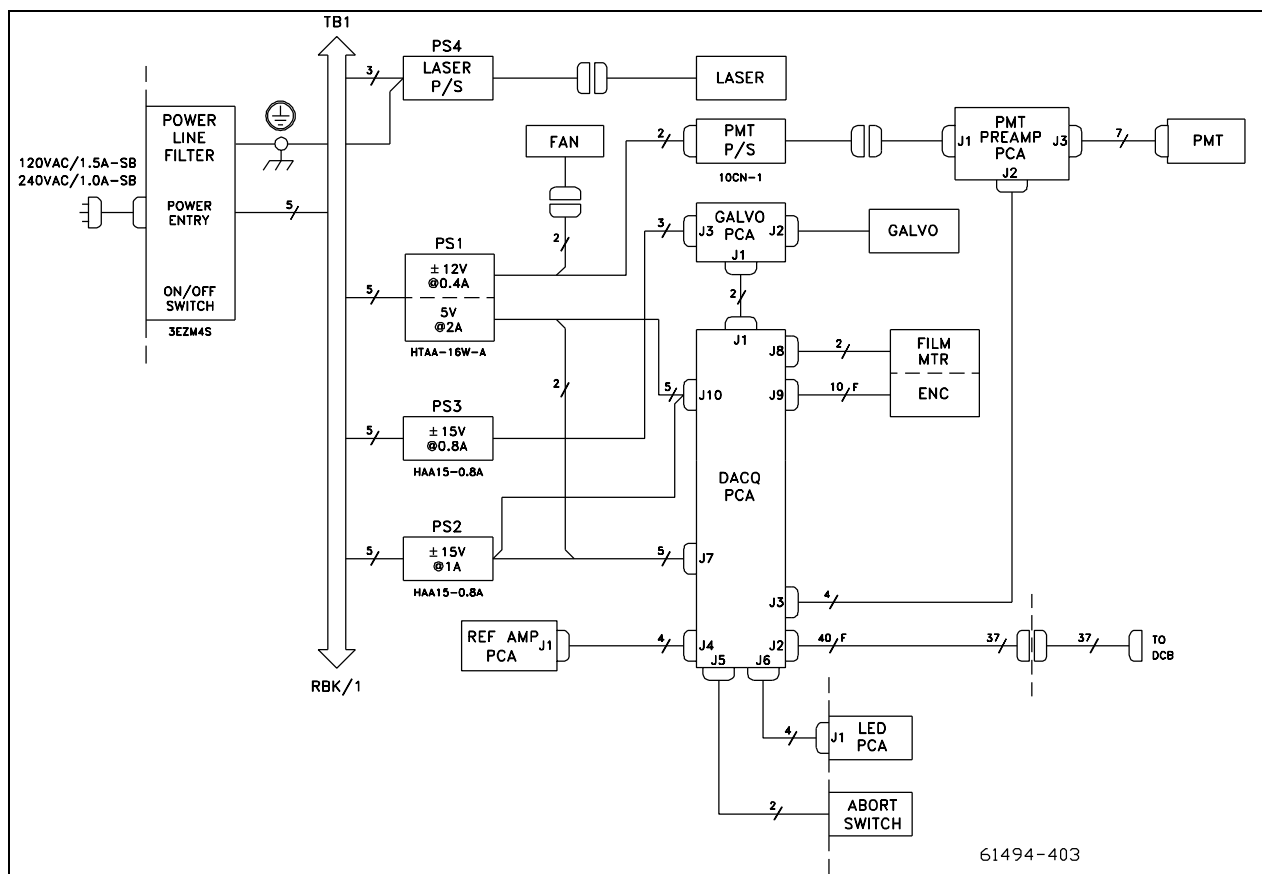 TB1
PS4
LASER
P/S
3
LASER
POWER
LINE
FILTER
120VAC/1.5A-SB
240VAC/1.0A-SB
POWER
ENTRY
5
ON/OFF
SWITCH
3EZM4S
FAN
2
2
PMT
P/S
10CN-1
J1
PMT
PREAMP
PCA
J3
J2
7
PMT
3
J3
GALVO
PCA
J2
J1
GALVO
PS1
5
±12V
@0.4A
5V
@2A
HTAA-16W-A
2
2
J1
J8
2
FILM
MTR
ENC
5
J10
J9
10
F
PS3
5
±15V
@0.8A
HAA15-0.8A
DACQ
PCA
PS2
5
±15V
@1A
HAA15-0.8A
5
J7
J3
4
REF AMP
PCA
J1
4
J4
J2
40
F
37
37
TO
DCB
J5
J6
RBK/1
4
J1
LED
PCA
2
ABORT
SWITCH
61494-403